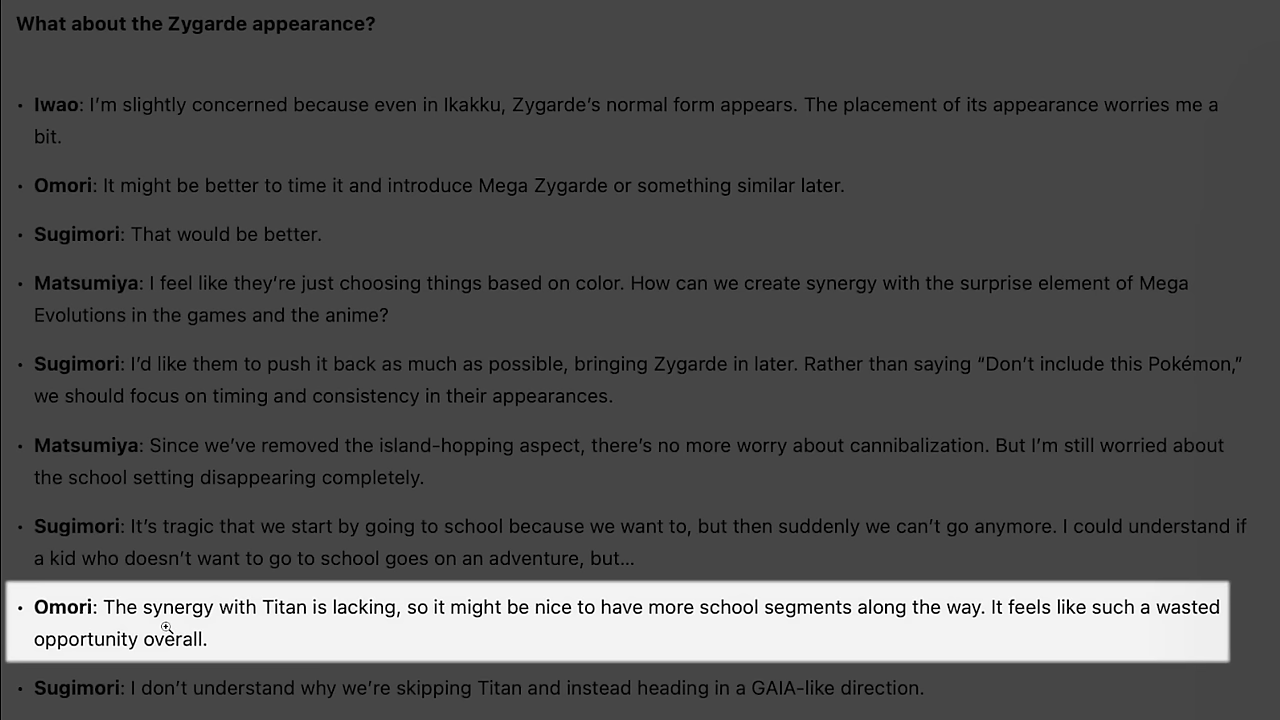 What about the Zygarde appearance?
• Iwao: I’m slightly concerned because even in Ikakku, Zygarde’s normal form appears. The placement of its appearance worries me a
bit.
• Omori: It might be better to time it and introduce Mega Zygarde or something similar later.
• Sugimori: That would be better.
• Matsumiya: I feel like they’re just choosing things based on color. How can we create synergy with the surprise element of Mega
Evolutions in the games and the anime?
• Sugimori: I’d like them to push it back as much as possible, bringing Zygarde in later. Rather than saying “Don’t include this Pokémon,”
we should focus on timing and consistency in their appearances.
• Matsumiya: Since we’ve removed the island-hopping aspect, there’s no more worry about cannibalization. But I’m still worried about
the school setting disappearing completely.
• Sugimori: It’s tragic that we start by going to school because we want to, but then suddenly we can’t go anymore. I could understand if
a kid who doesn’t want to go to school goes on an adventure, but...
• Omori: The synergy with Titan is lacking, so it might be nice to have more school segments along the way. It feels like such a wasted
opportunity overall.
• Sugimori: I don’t understand why we’re skipping Titan and instead heading in a GAIA-like direction.